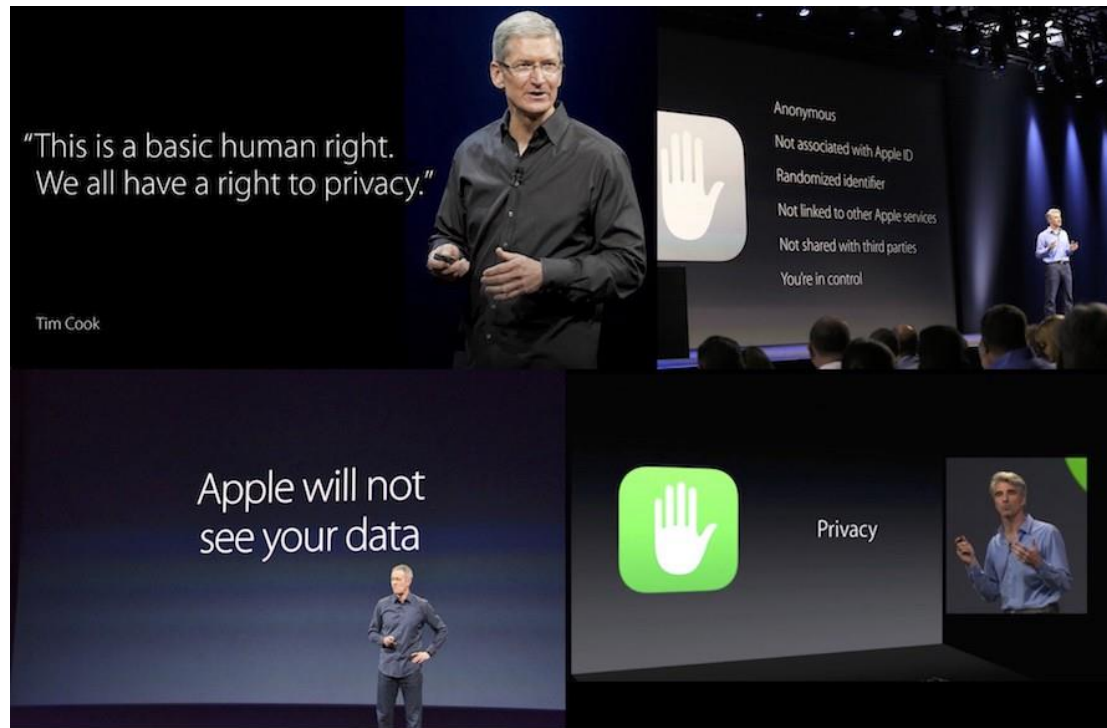 “This is a basic human right.
We all have a right to privacy.”
Tim Cook
Anonymous
Not associated with Apple ID
Randomized identifier
Not linked to other Apple services
Not shared with third parties
You're in control
Apple will not
see your data
Privacy